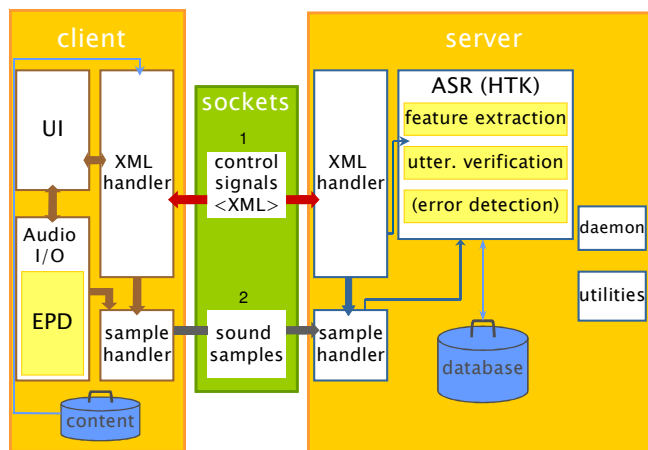 client
UI
XML
handler
Audio
I/O
EPD
sample
handler
content
sockets
1
control
signals
<XML>
2
sound
samples
server
XML
handler
sample
handler
ASR (HTK)
feature extraction
utter. verification
(error detection)
daemon
utilities
database